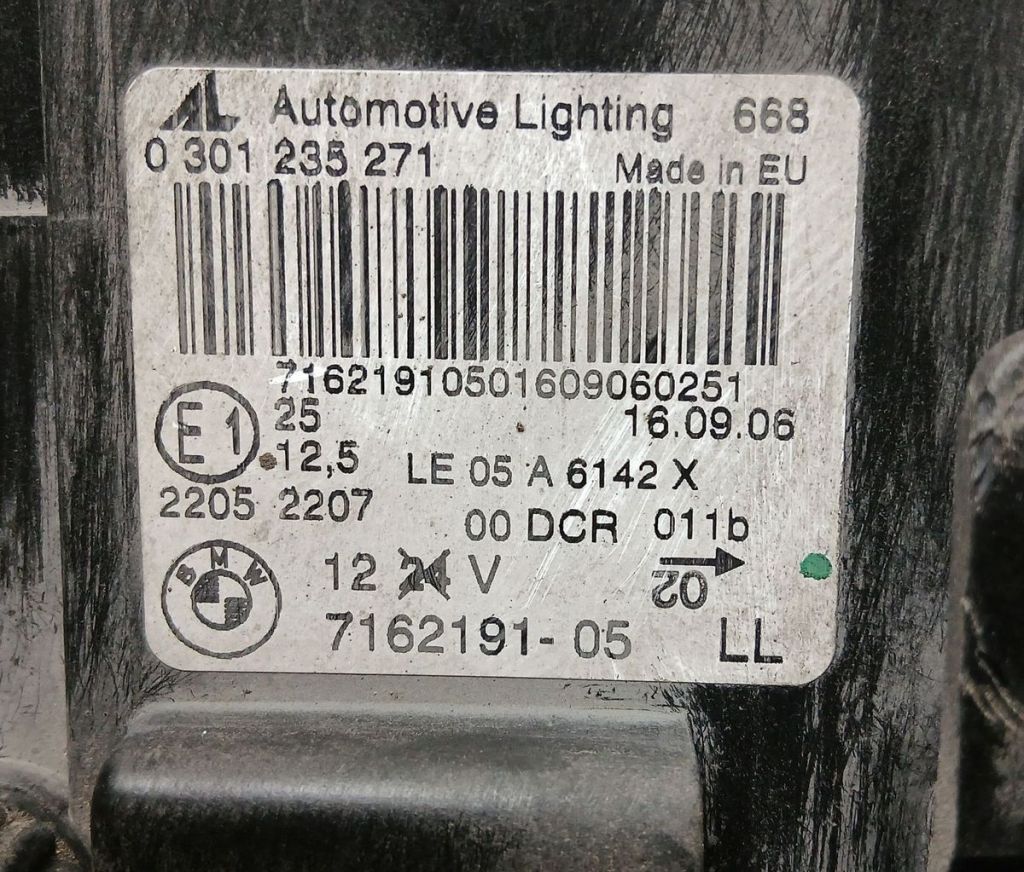 AL Automotive Lighting 668
0 301 235 271 Made in EU
71621910501609060251
E1 25 16.09.06
12,5 LE 05 A 6142 X
2205 2207 00 DCR 011b
BMW 12 24 V 02
7162191-05 LL